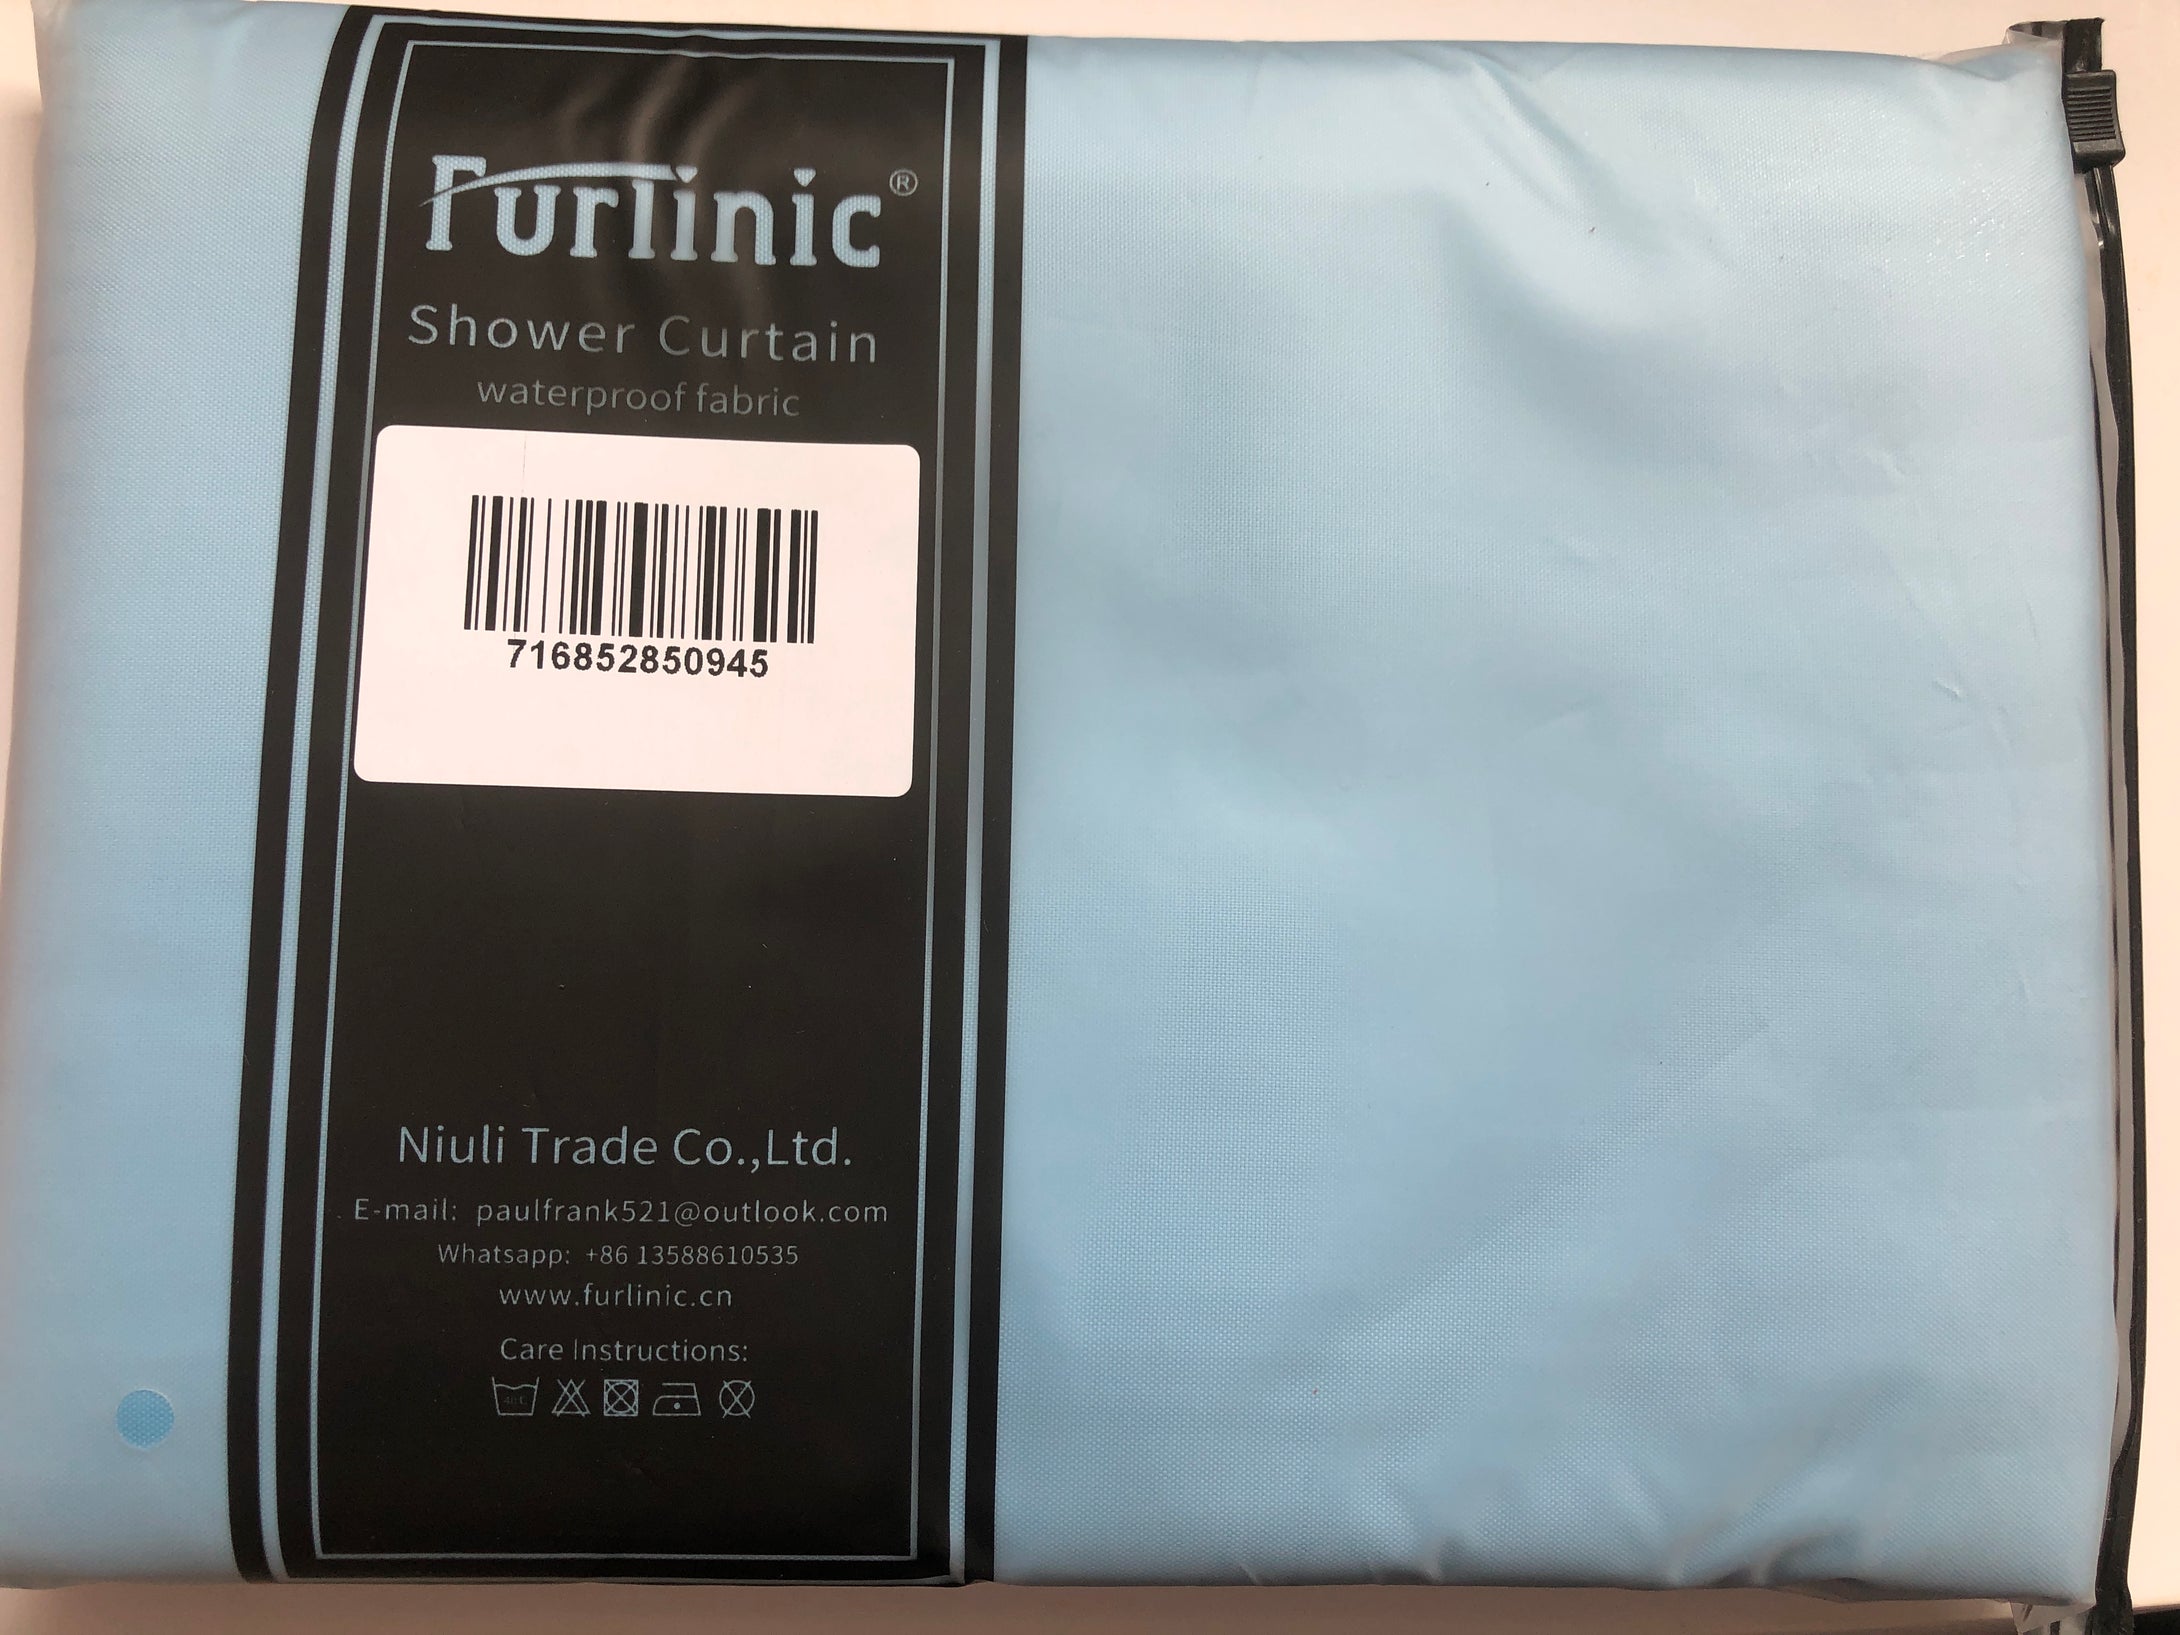 Furlinic®
Shower Curtain
waterproof fabric
716852850945
Niuli Trade Co.,Ltd.
E-mail: paulfrank521@outlook.com
Whatsapp: +86 13588610535
www.furlinic.cn
Care Instructions: